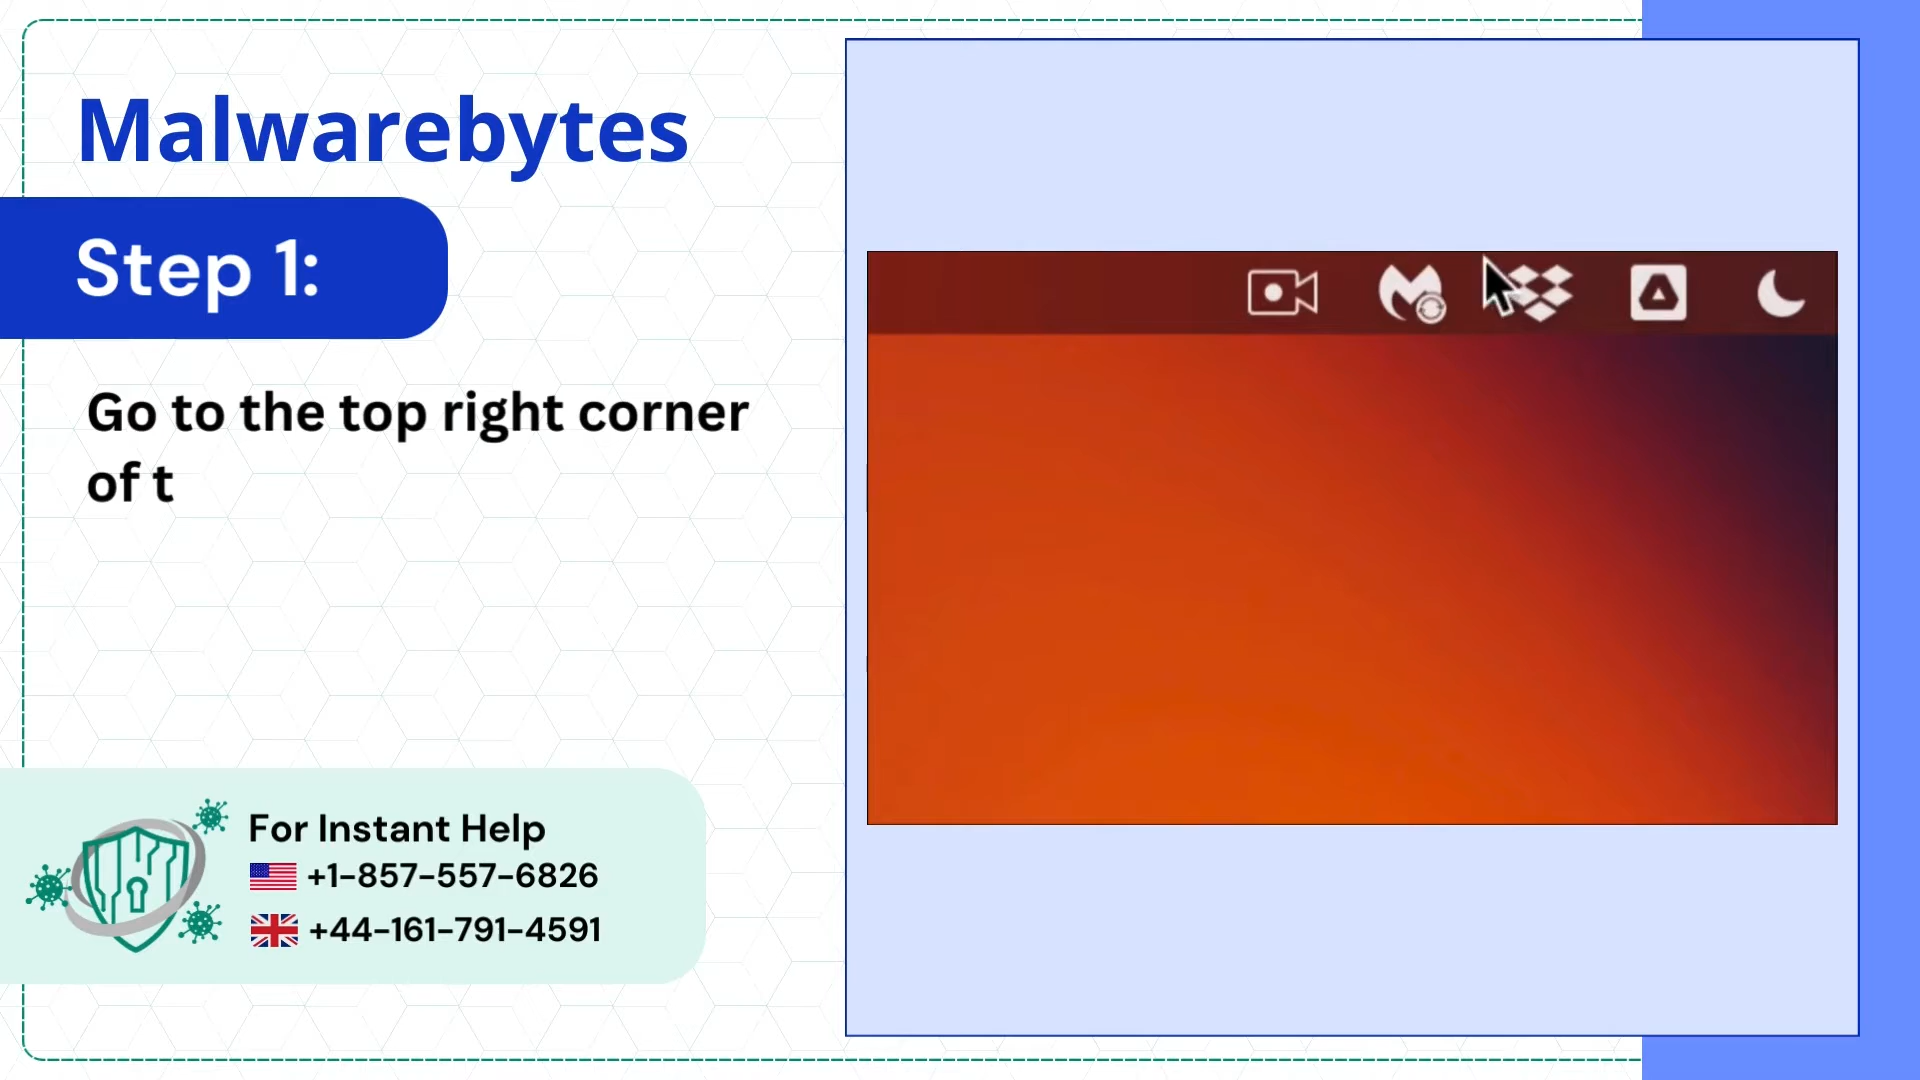 Malwarebytes
Step 1:
Go to the top right corner
of t
For Instant Help
+1-857-557-6826
+44-161-791-4591